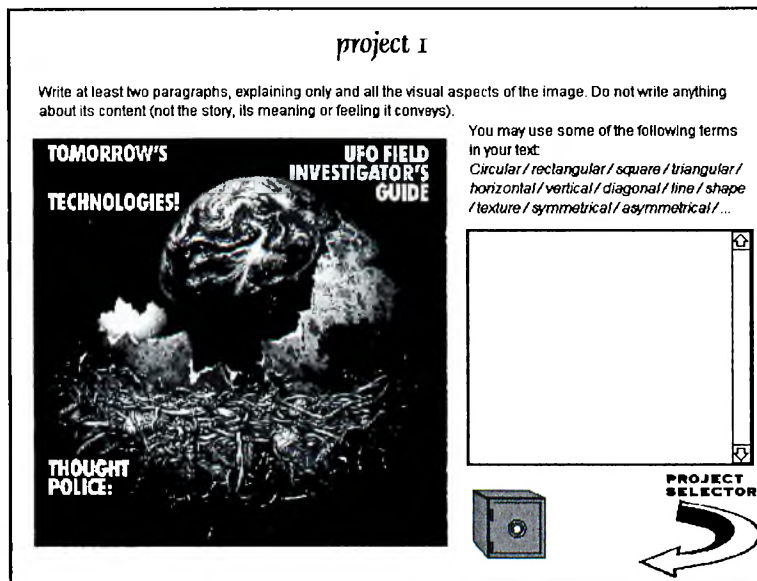 project 1
Write at least two paragraphs, explaining only and all the visual aspects of the image. Do not write anything
about its content (not the story, its meaning or feeling it conveys).
TOMORROW'S
TECHNOLOGIES!
UFO FIELD
INVESTIGATOR'S
GUIDE
THOUGHT
POLICE:
You may use some of the following terms
in your text:
Circular / rectangular / square / triangular /
horizontal / vertical / diagonal / line / shape
/ texture / symmetrical / asymmetrical / ...
PROJECT
SELECTOR